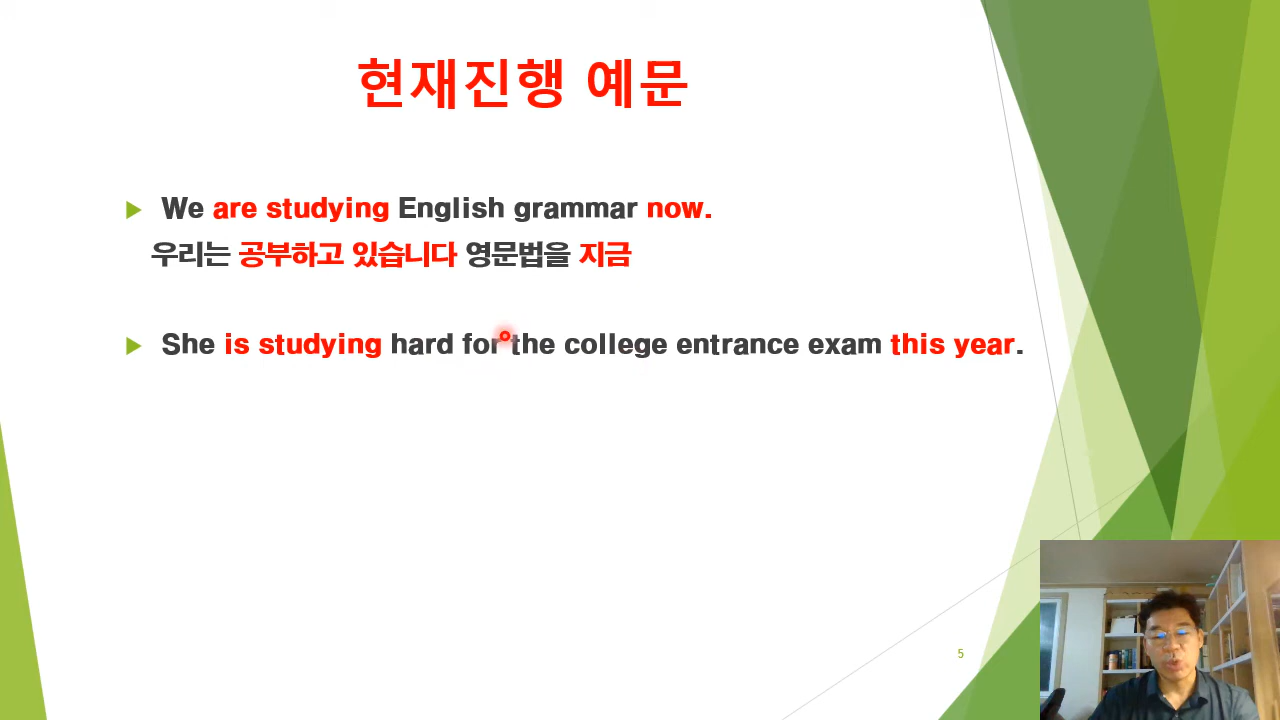 현재진행 예문
We are studying English grammar now.
우리는 공부하고 있습니다 영문법을 지금
She is studying hard for the college entrance exam this year.
5